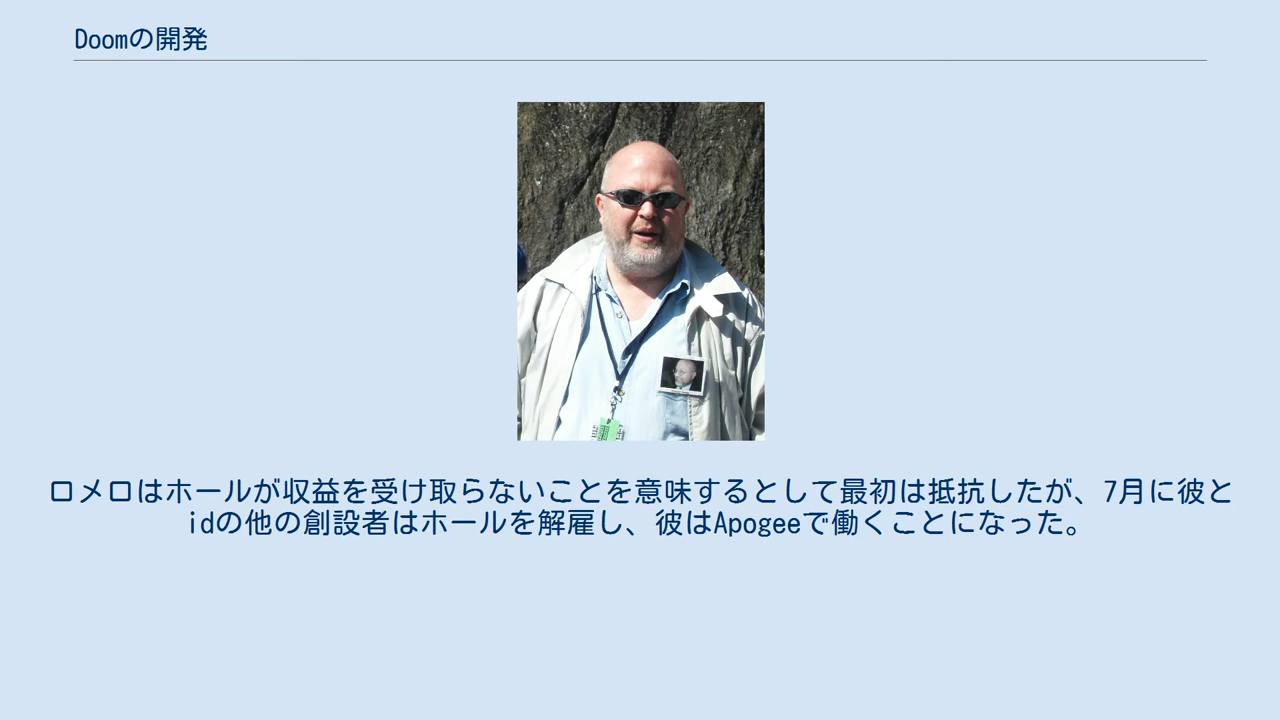 Doomの開発
ロメロはホールが収益を受け取らないことを意味するとして最初は抵抗したが、7月に彼と
idの他の創設者はホールを解雇し、彼はApogeeで働くことになった。